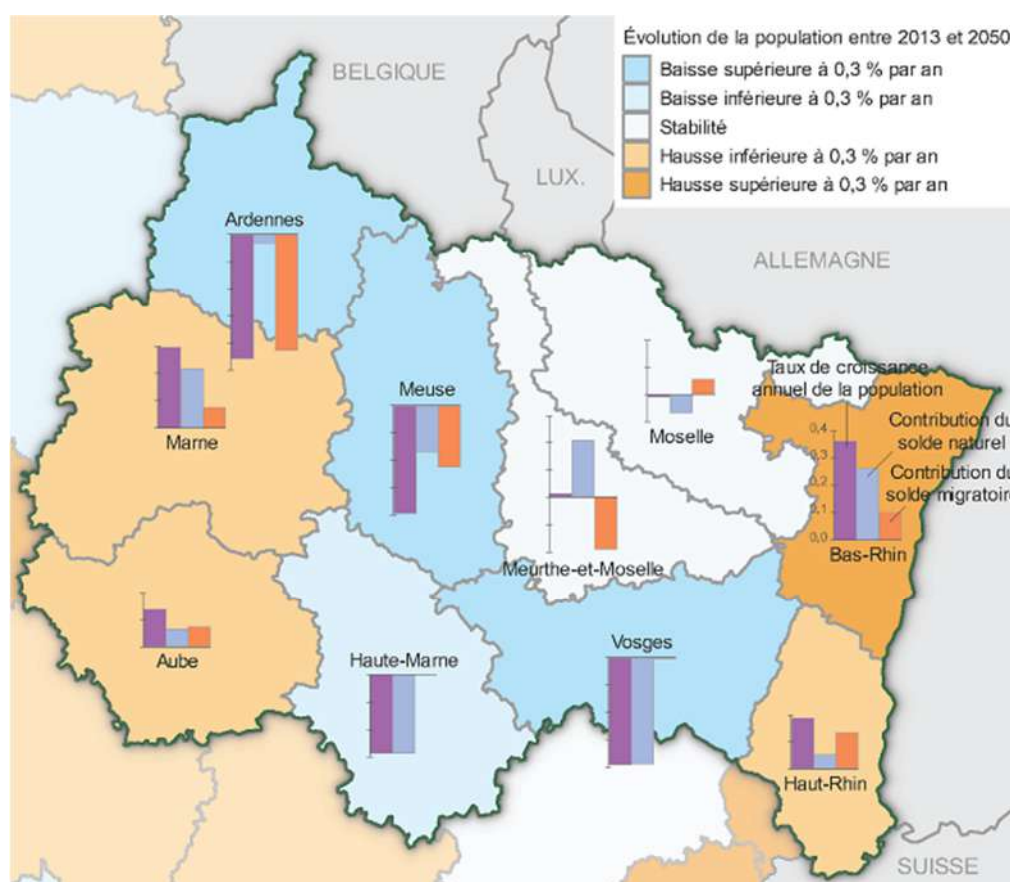 Évolution de la population entre 2013 et 2050
Baisse supérieure à 0,3 % par an
Baisse inférieure à 0,3 % par an
Stabilité
Hausse inférieure à 0,3 % par an
Hausse supérieure à 0,3 % par an
BELGIQUE
LUX.
ALLEMAGNE
Ardennes
Marne
Meuse
Moselle
Taux de croissance
annuel de la population
Contribution du
solde naturel
Contribution du
solde migratoire
0,4
0,3
0,2
0,1
0,0
Bas-Rhin
Meurthe-et-Moselle
Aube
Haute-Marne
Vosges
Haut-Rhin
SUISSE